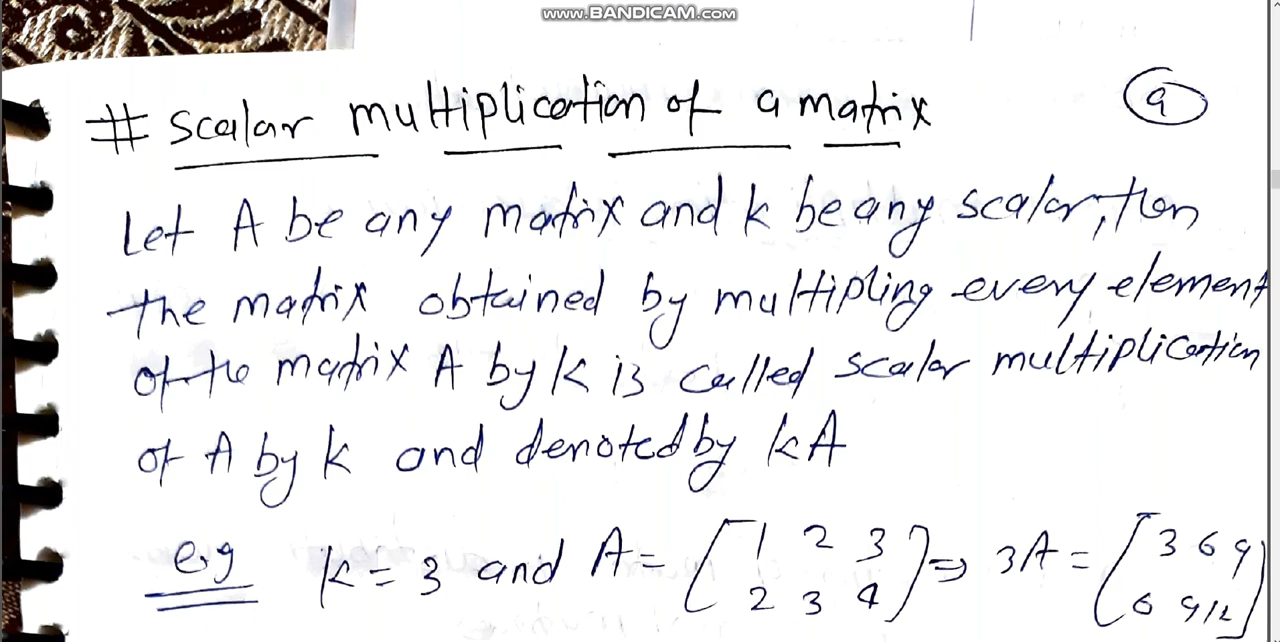 www.BANDICAM.com
# Scalar multiplication of a matrix
9
Let A be any matrix and k be any scalar, then
the matrix obtained by multipling every element
of the matrix A by k is called scalar multiplication
of A by k and denoted by kA
e.g k = 3 and A = [1 2 3 ⇒ 3A = [3 6 9
2 3 4] 6 9 12]